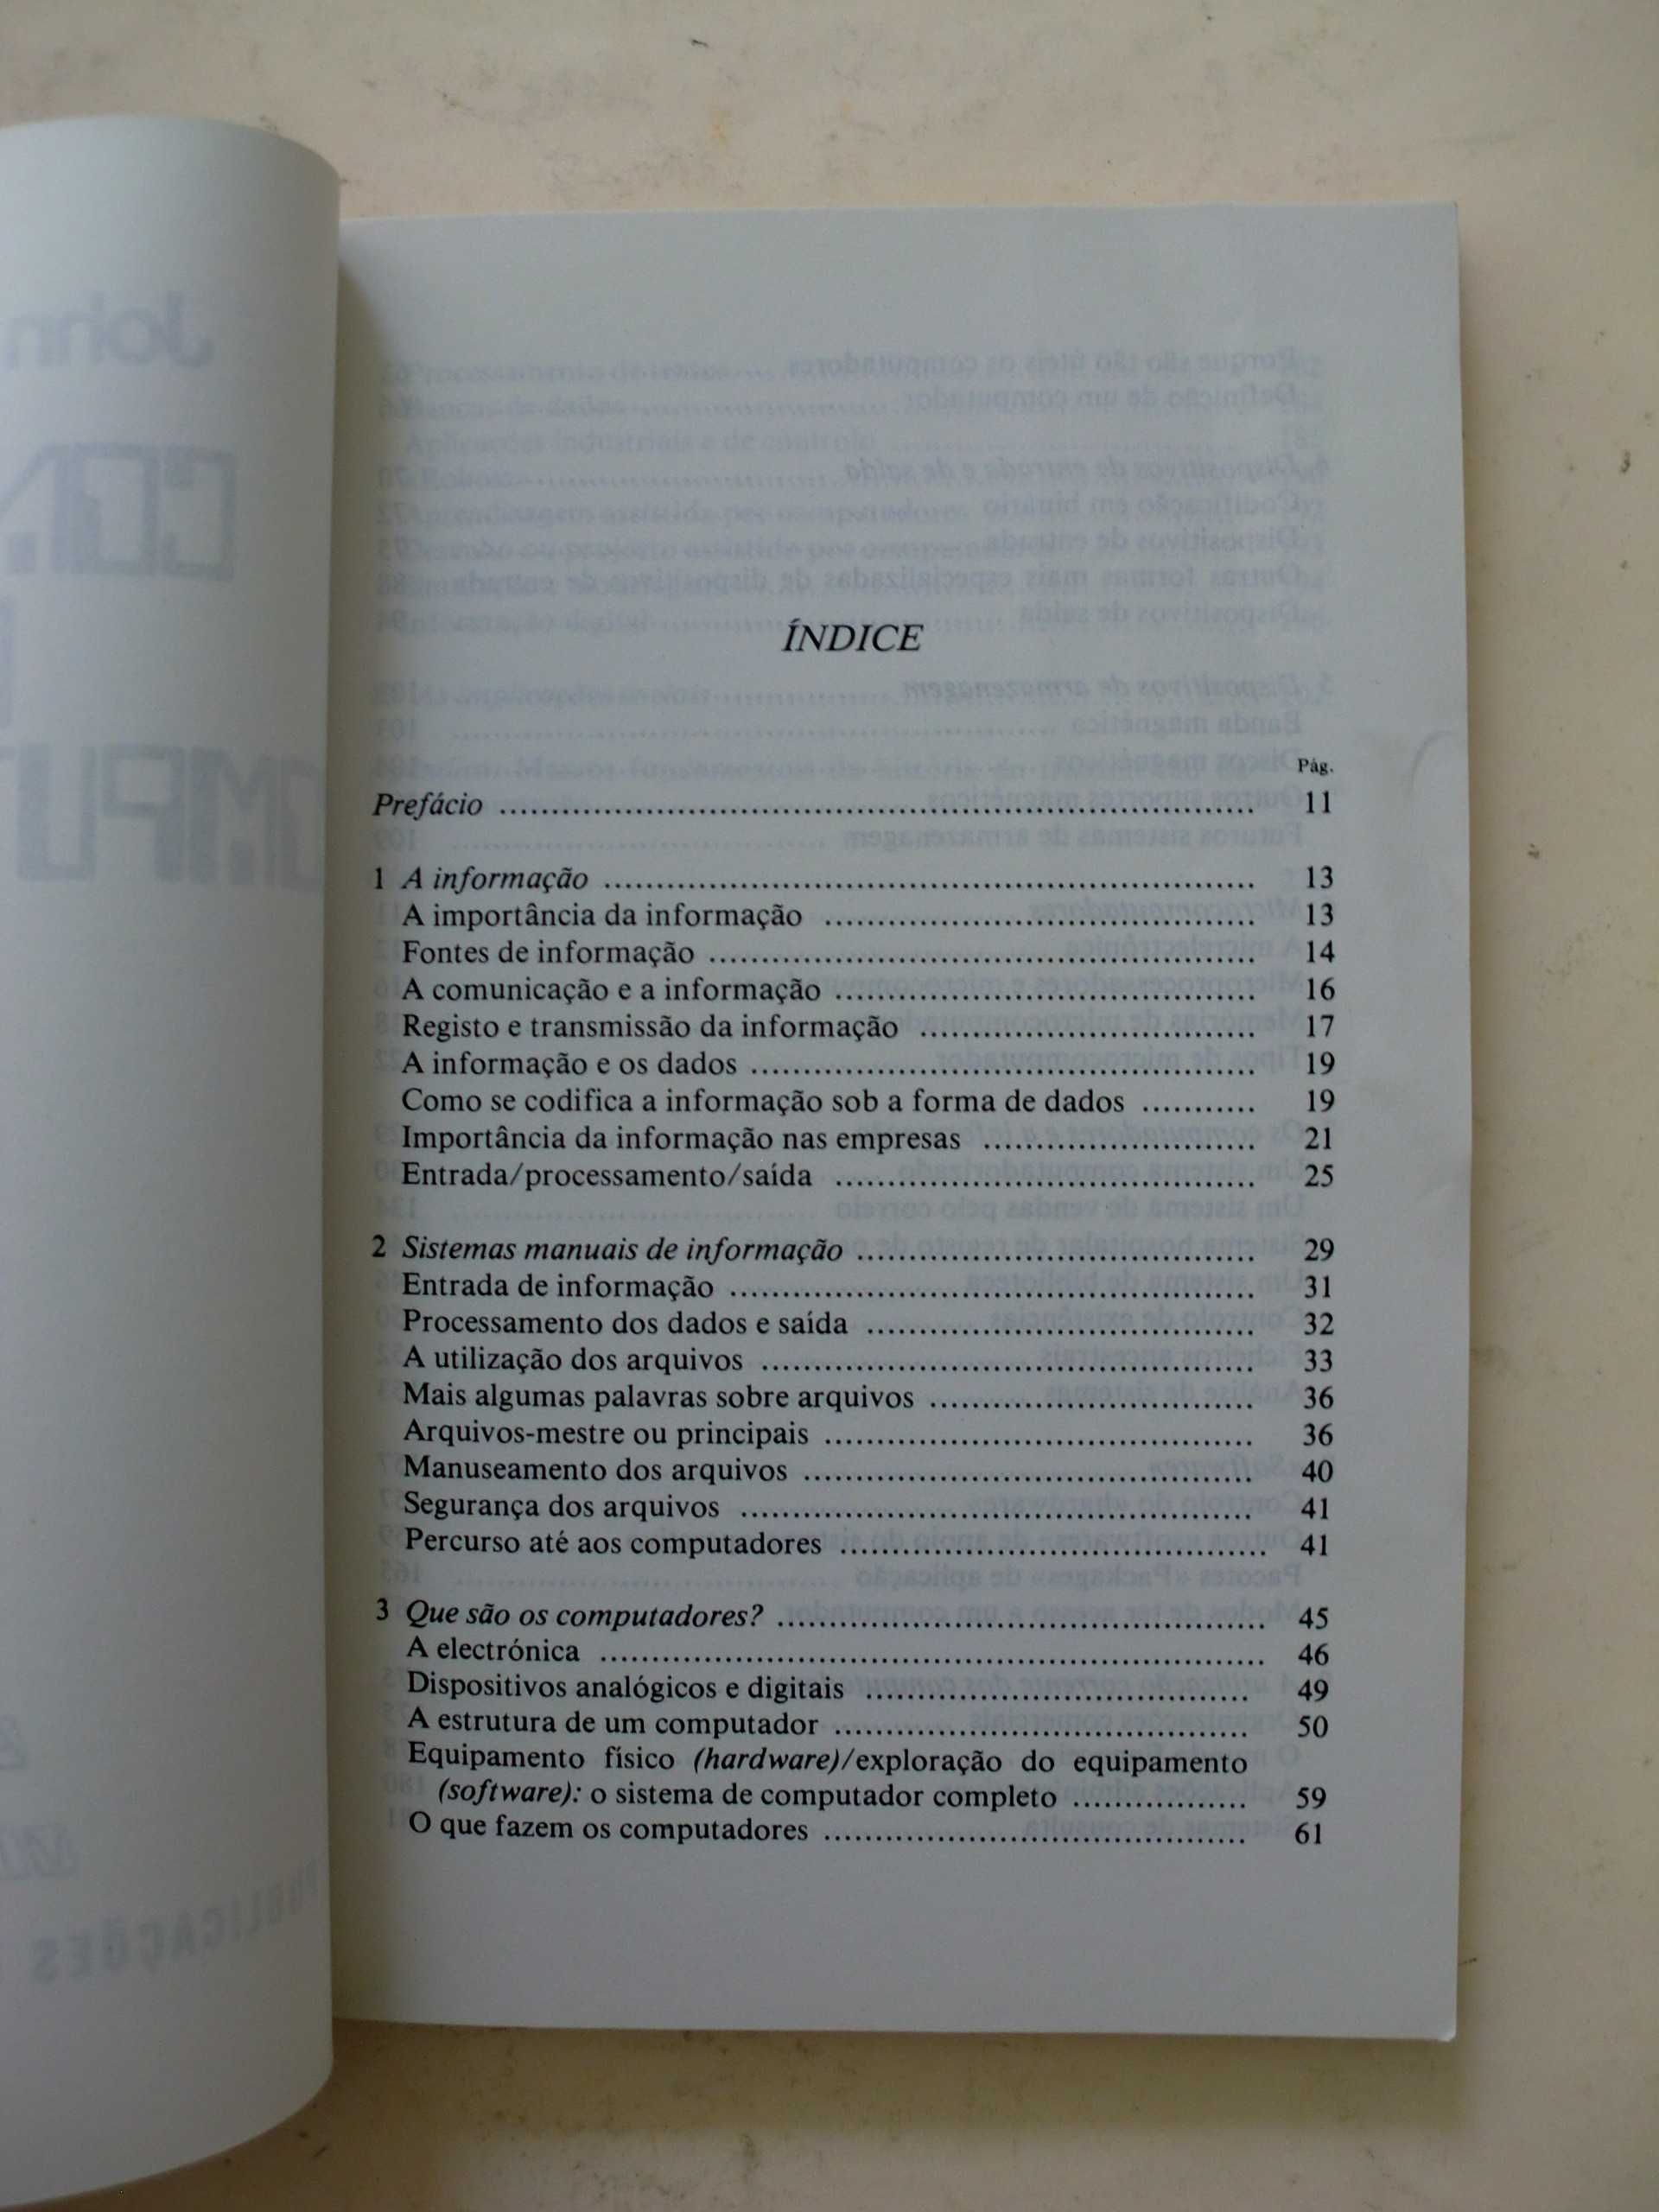 ÍNDICE
Pág.
Prefácio ........ 11
1 A informação ........ 13
A importância da informação ........ 13
Fontes de informação ........ 14
A comunicação e a informação ........ 16
Registo e transmissão da informação ........ 17
A informação e os dados ........ 19
Como se codifica a informação sob a forma de dados ........ 19
Importância da informação nas empresas ........ 21
Entrada/processamento/saída ........ 25
2 Sistemas manuais de informação ........ 29
Entrada de informação ........ 31
Processamento dos dados e saída ........ 32
A utilização dos arquivos ........ 33
Mais algumas palavras sobre arquivos ........ 36
Arquivos-mestre ou principais ........ 36
Manuseamento dos arquivos ........ 40
Segurança dos arquivos ........ 41
Percurso até aos computadores ........ 41
3 Que são os computadores? ........ 45
A electrónica ........ 46
Dispositivos analógicos e digitais ........ 49
A estrutura de um computador ........ 50
Equipamento físico (hardware)/exploração do equipamento
(software): o sistema de computador completo ........ 59
O que fazem os computadores ........ 61